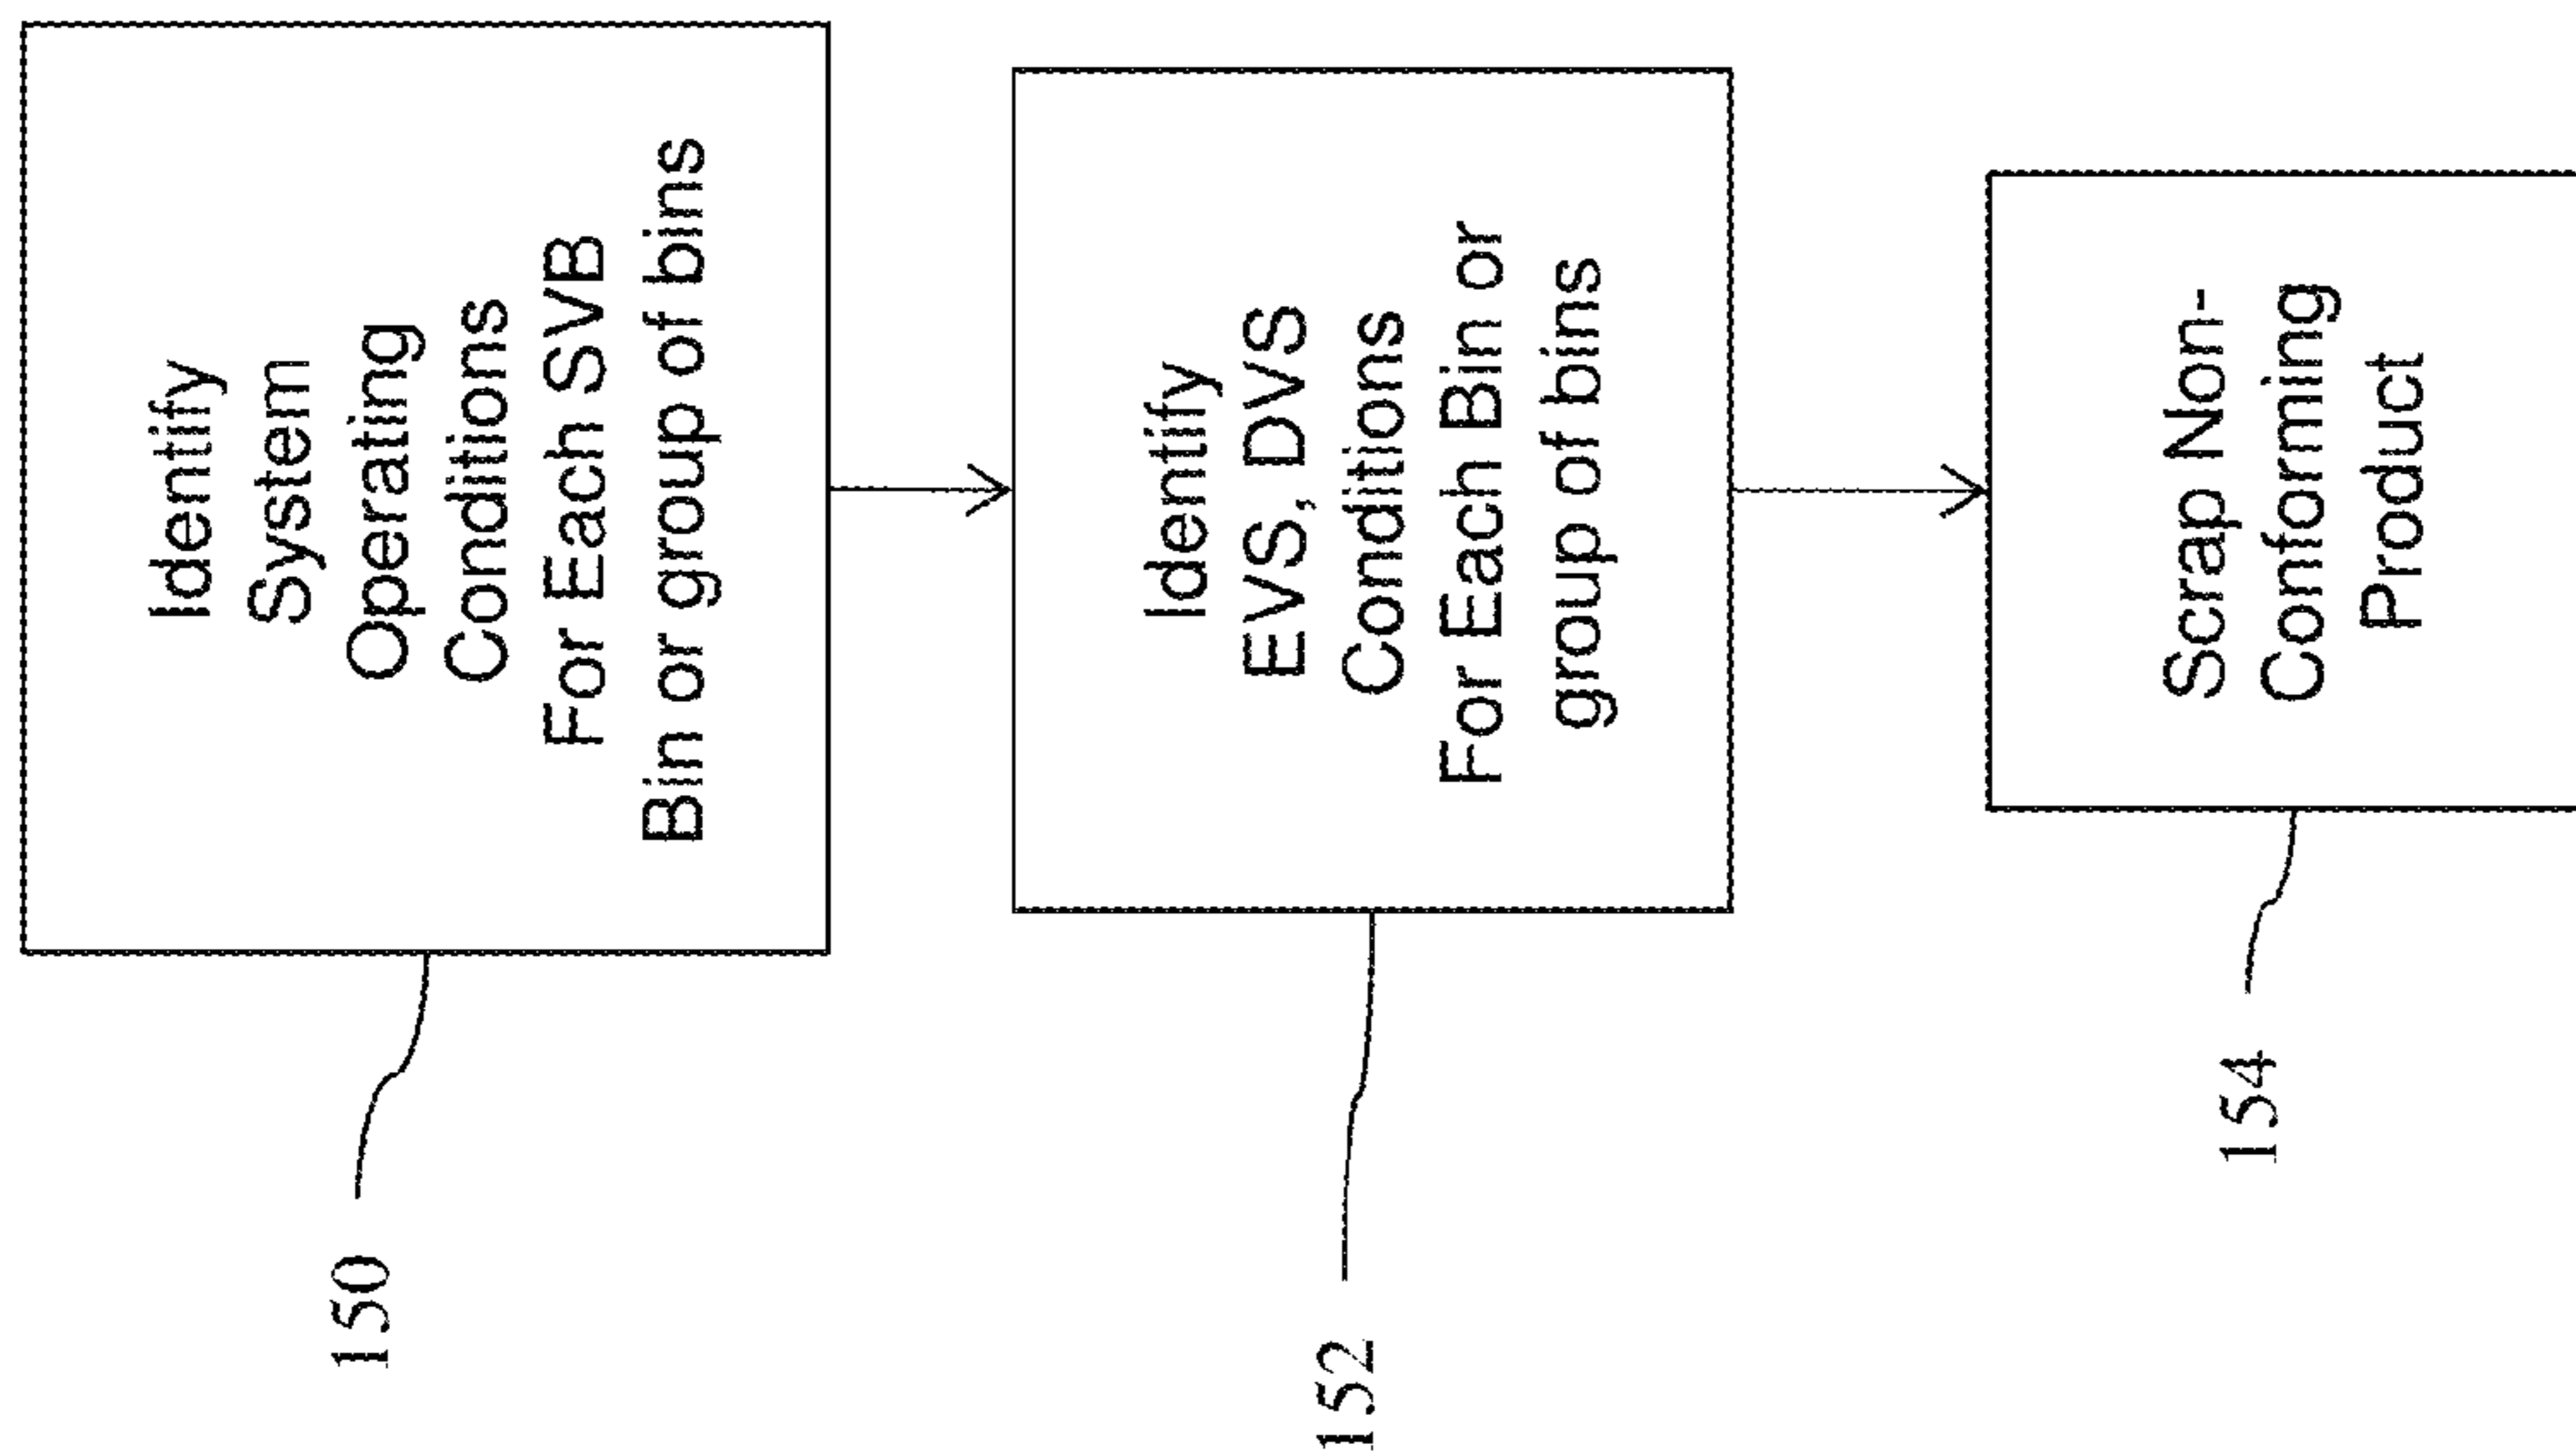 Identify
System
Operating
Conditions
For Each SVB
Bin or group of bins
150
Identify
EVS, DVS
Conditions
For Each Bin or
group of bins
152
Scrap Non-
Conforming
Product
154